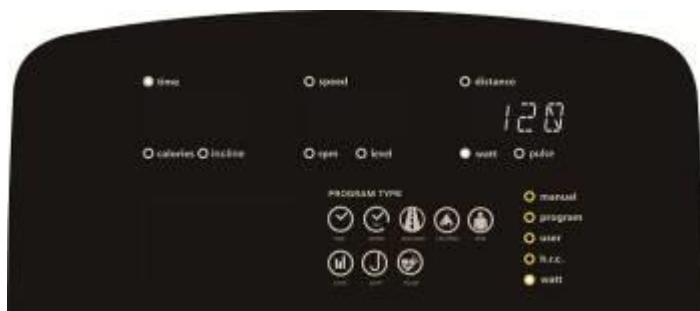 time speed distance
120
calories incline rpm level watt pulse
PROGRAM TYPE
manual
program
user
h.r.c.
watt